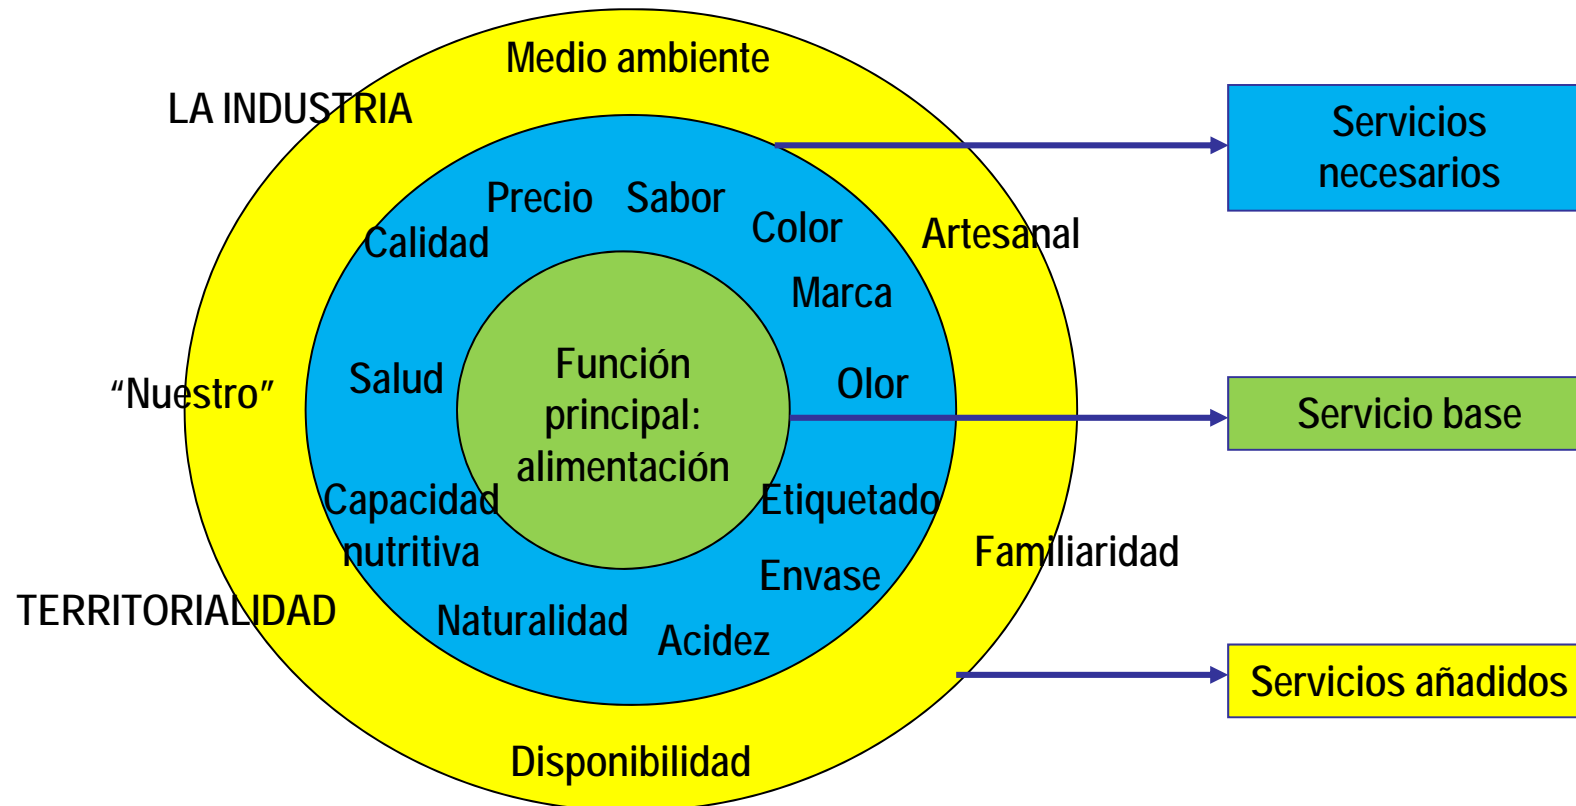 Medio ambiente
LA INDUSTRIA
Servicios
necesarios
Precio
Sabor
Color
Calidad
Artesanal
Marca
Función
principal:
alimentación
Salud
Olor
“Nuestro”
Servicio base
Capacidad
nutritiva
Etiquetado
Familiaridad
Envase
TERRITORIALIDAD
Naturalidad
Acidez
Servicios añadidos
Disponibilidad